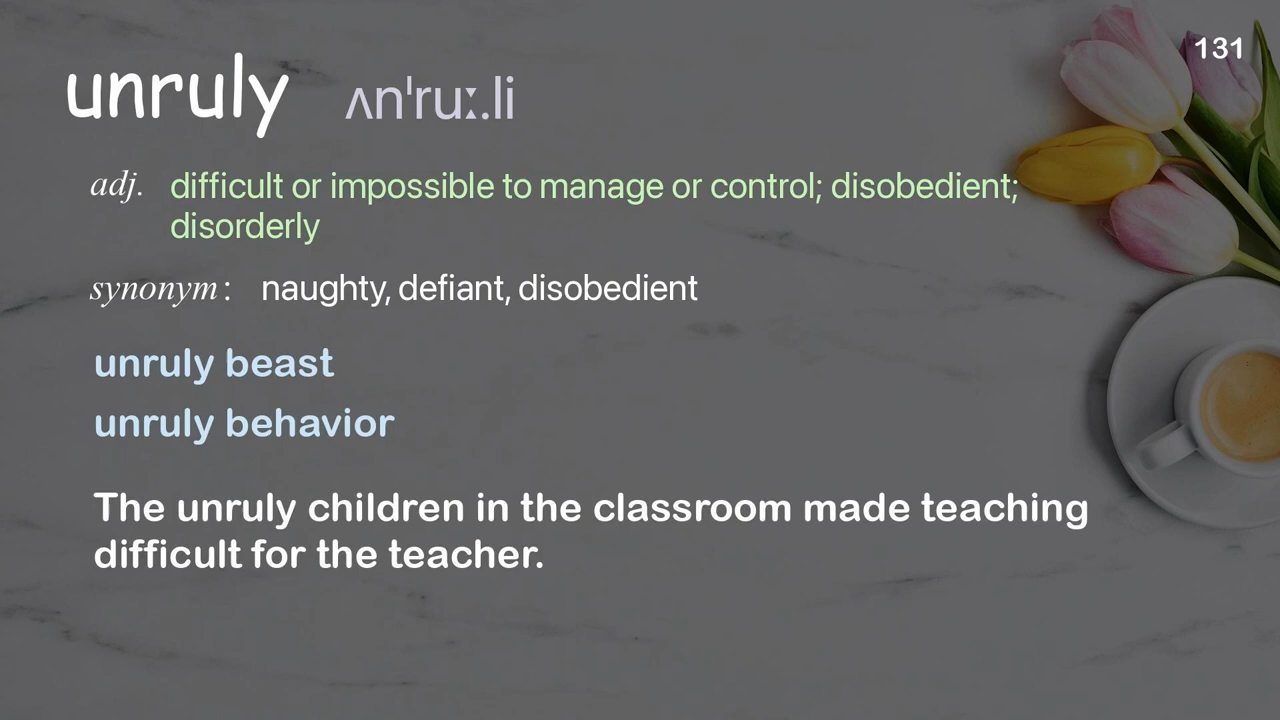 131
unruly ʌnˈruː.li
adj. difficult or impossible to manage or control; disobedient;
disorderly
synonym : naughty, defiant, disobedient
unruly beast
unruly behavior
The unruly children in the classroom made teaching
difficult for the teacher.